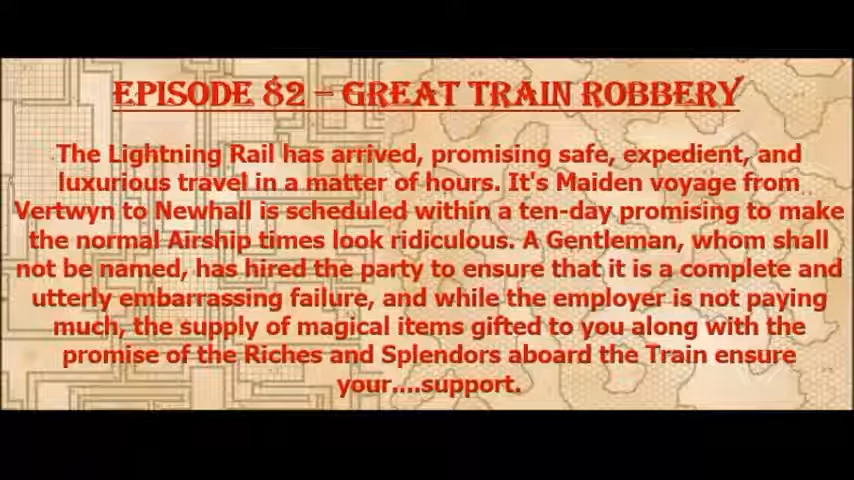 EPISODE 82 – GREAT TRAIN ROBBERY
The Lightning Rail has arrived, promising safe, expedient, and
luxurious travel in a matter of hours. It's Maiden voyage from
Vertwyn to Newhall is scheduled within a ten-day promising to make
the normal Airship times look ridiculous. A Gentleman, whom shall
not be named, has hired the party to ensure that it is a complete and
utterly embarrassing failure, and while the employer is not paying
much, the supply of magical items gifted to you along with the
promise of the Riches and Splendors aboard the Train ensure
your....support.